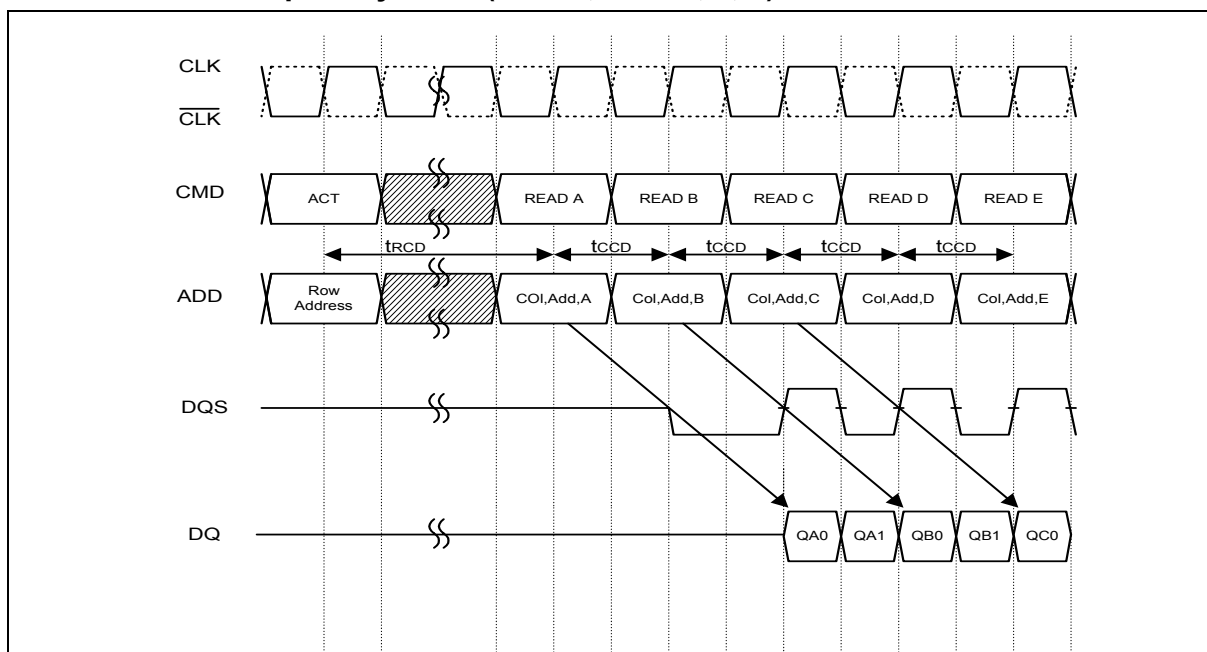 CLK
CLK
CMD
ACT
READ A
READ B
READ C
READ D
READ E
tRCD
tCCD
tCCD
tCCD
tCCD
ADD
Row
Address
COl,Add,A
Col,Add,B
Col,Add,C
Col,Add,D
Col,Add,E
DQS
DQ
QA0
QA1
QB0
QB1
QC0